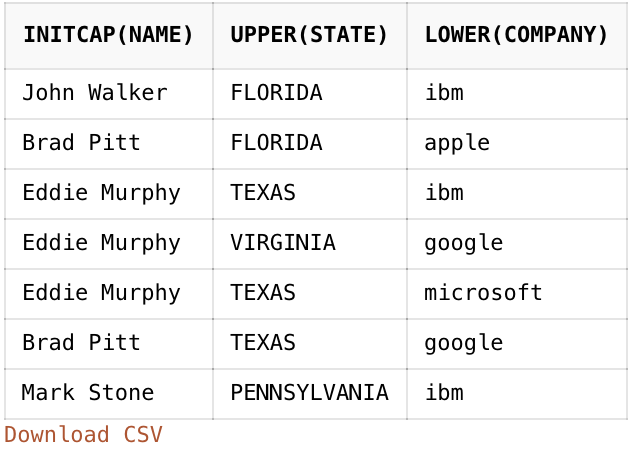 INITCAP(NAME) UPPER(STATE) LOWER(COMPANY)
John Walker FLORIDA ibm
Brad Pitt FLORIDA apple
Eddie Murphy TEXAS ibm
Eddie Murphy VIRGINIA google
Eddie Murphy TEXAS microsoft
Brad Pitt TEXAS google
Mark Stone PENNSYLVANIA ibm
Download CSV